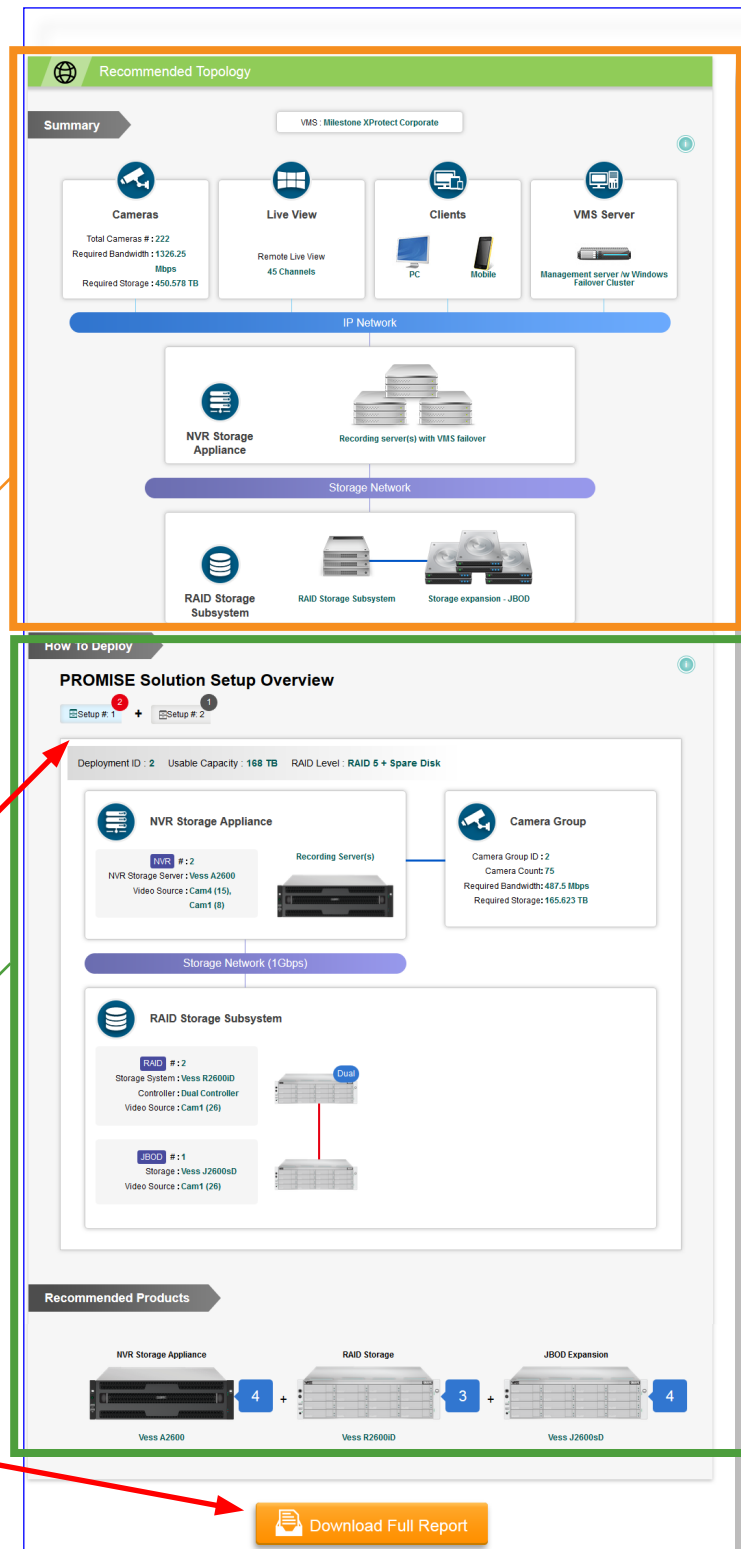 Recommended Topology
Summary
VMS : Milestone XProtect Corporate
Cameras
Total Cameras # : 222
Required Bandwidth : 1326.25
Mbps
Required Storage : 450.578 TB
Live View
Remote Live View
45 Channels
Clients
PC
Mobile
VMS Server
Management server /w Windows
Failover Cluster
IP Network
NVR Storage
Appliance
Recording server(s) with VMS failover
Storage Network
RAID Storage
Subsystem
RAID Storage Subsystem
Storage expansion - JBOD
How To Deploy
PROMISE Solution Setup Overview
Setup #: 1
2
+
Setup #: 2
1
Deployment ID : 2 Usable Capacity : 168 TB RAID Level : RAID 5 + Spare Disk
NVR Storage Appliance
NVR # : 2
NVR Storage Server : Vess A2600
Video Source : Cam4 (15),
Cam1 (8)
Recording Server(s)
Camera Group
Camera Group ID : 2
Camera Count: 75
Required Bandwidth: 487.5 Mbps
Required Storage: 165.623 TB
Storage Network (1Gbps)
RAID Storage Subsystem
RAID # : 2
Storage System : Vess R2600iD
Controller : Dual Controller
Video Source : Cam1 (26)
Dual
JBOD # : 1
Storage : Vess J2600sD
Video Source : Cam1 (26)
Recommended Products
NVR Storage Appliance
4
Vess A2600
+
RAID Storage
3
Vess R2600iD
+
JBOD Expansion
4
Vess J2600sD
Download Full Report